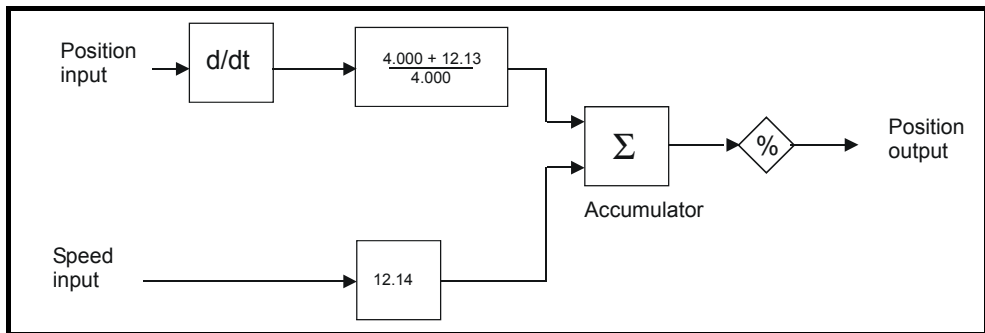 Position
input
d/dt
4.000 + 12.13
4.000
Σ
Accumulator
%
Position
output
Speed
input
12.14